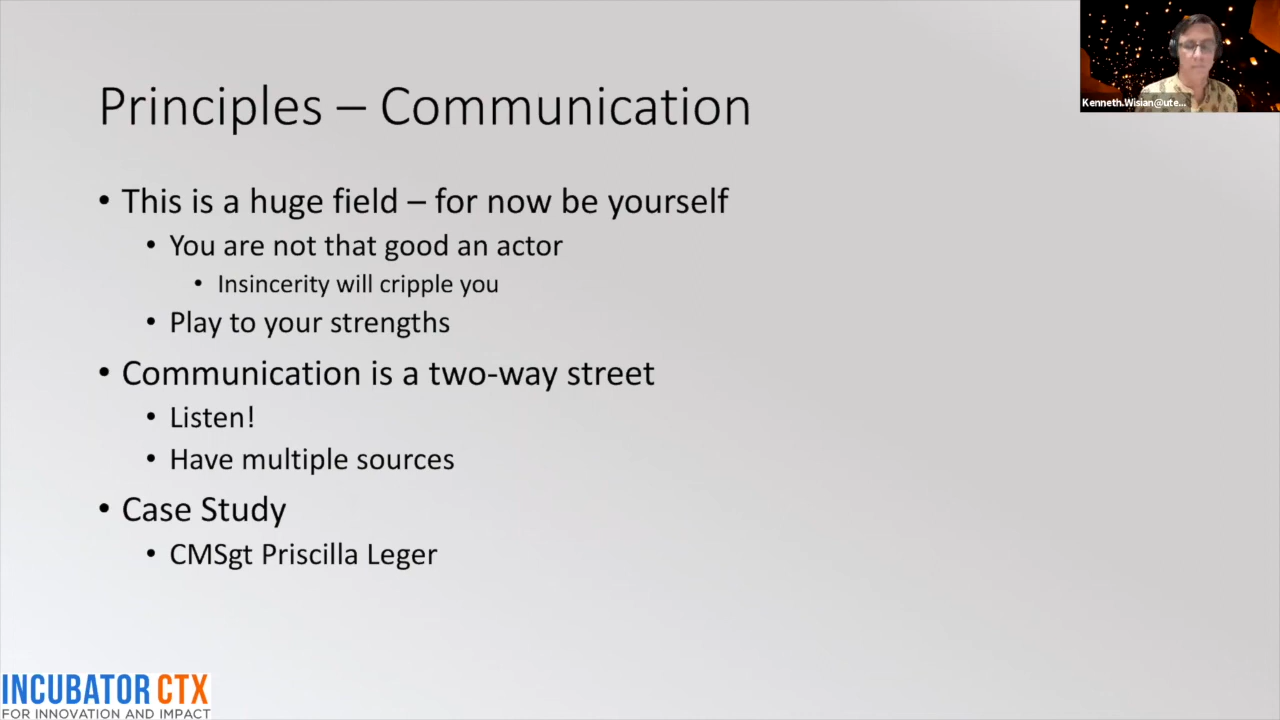 Principles – Communication
• This is a huge field – for now be yourself
• You are not that good an actor
• Insincerity will cripple you
• Play to your strengths
• Communication is a two-way street
• Listen!
• Have multiple sources
• Case Study
• CMSgt Priscilla Leger
Kenneth.Wisian@ute...
INCUBATOR CTX
FOR INNOVATION AND IMPACT